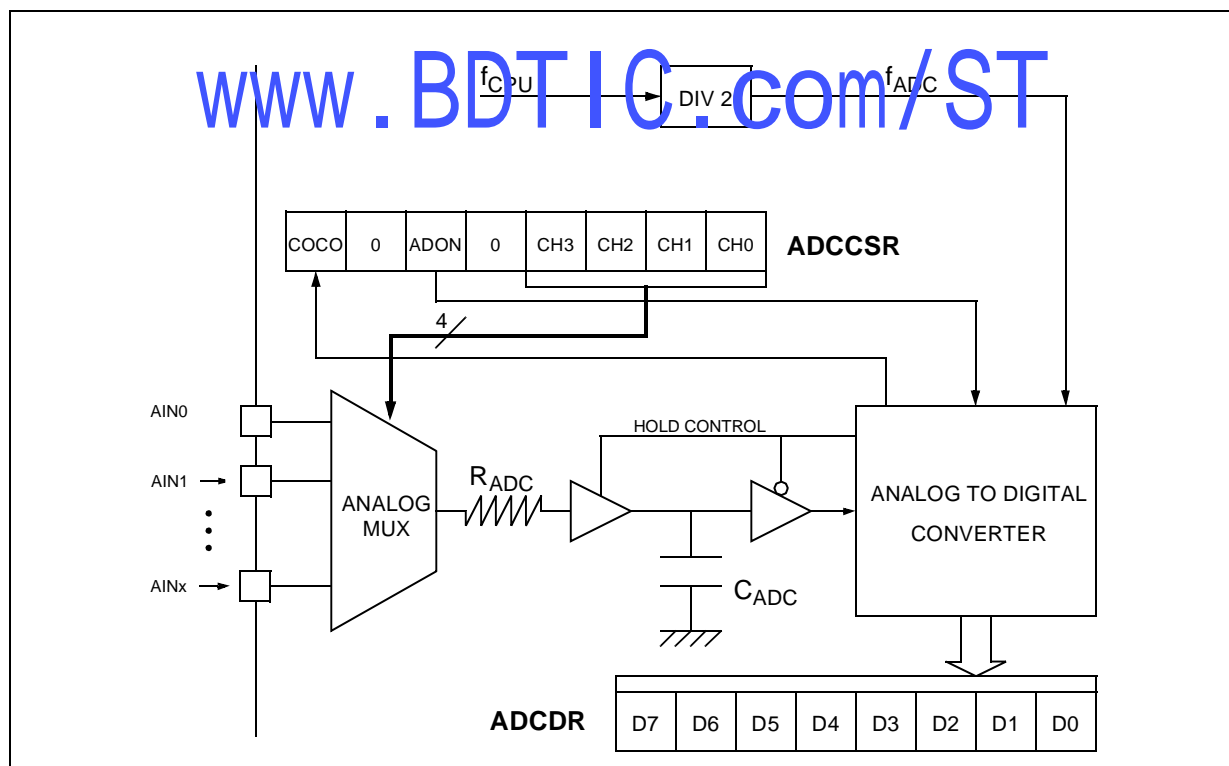 www.BDTIC.com/ST
fCPU
DIV 2
fADC
COCO 0 ADON 0 CH3 CH2 CH1 CH0 ADCCSR
4
AIN0
HOLD CONTROL
RADC
AIN1
ANALOG
MUX
ANALOG TO DIGITAL
CONVERTER
AINx
CADC
ADCDR D7 D6 D5 D4 D3 D2 D1 D0